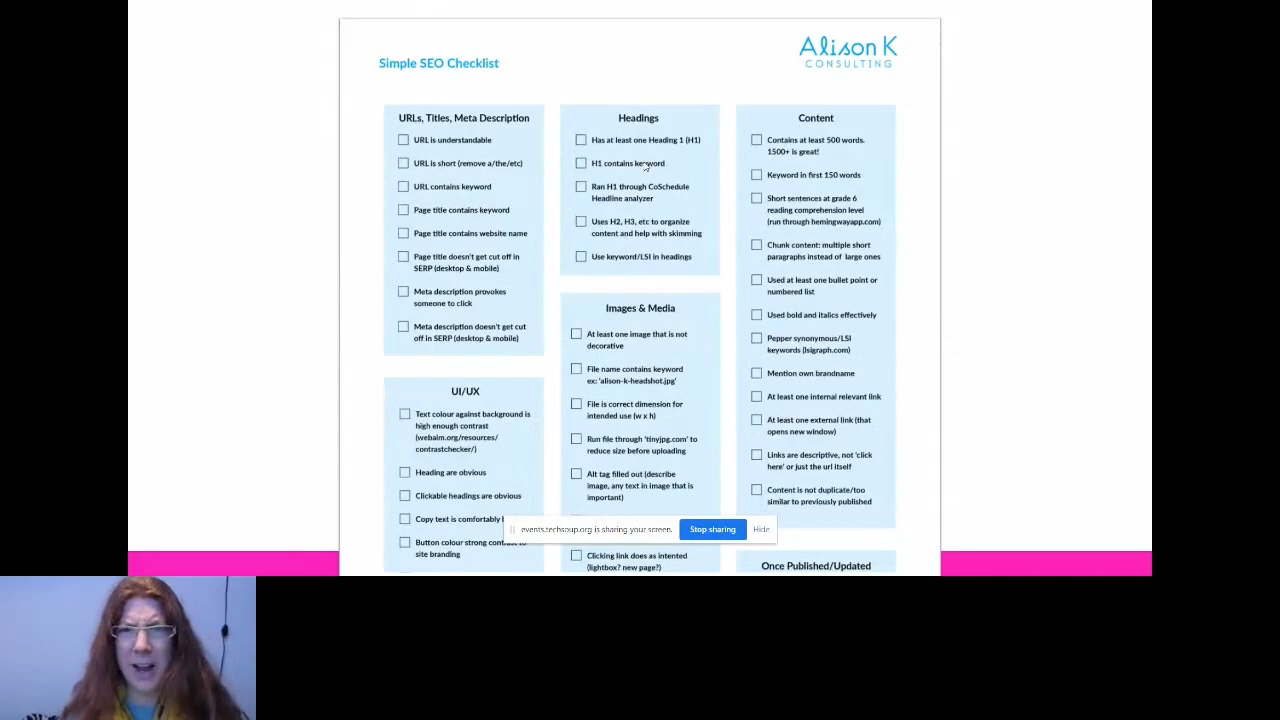 Simple SEO Checklist
Alison K
CONSULTING
URLs, Titles, Meta Description
URL is understandable
URL is short (remove a/the/etc)
URL contains keyword
Page title contains keyword
Page title contains website name
Page title doesn't get cut off in
SERP (desktop & mobile)
Meta description provokes
someone to click
Meta description doesn't get cut
off in SERP (desktop & mobile)
UI/UX
Text colour against background is
high enough contrast
(webaim.org/resources/
contrastchecker/)
Heading are obvious
Clickable headings are obvious
Copy text is comfortably
Button colour strong
site branding
Headings
Has at least one Heading 1 (H1)
H1 contains keyword
Ran H1 through CoSchedule
Headline analyzer
Uses H2, H3, etc to organize
content and help with skimming
Use keyword/LSI in headings
Images & Media
At least one image that is not
decorative
File name contains keyword
ex: 'alison-k-headshot.jpg'
File is correct dimension for
intended use (w x h)
Run file through 'tinyjpg.com' to
reduce size before uploading
Alt tag filled out (describe
image, any text in image that is
important)
Clicking link does as intented
(lightbox? new page?)
Content
Contains at least 500 words.
1500+ is great!
Keyword in first 150 words
Short sentences at grade 6
reading comprehension level
(run through hemingwayapp.com)
Chunk content: multiple short
paragraphs instead of large ones
Used at least one bullet point or
numbered list
Used bold and italics effectively
Pepper synonymous/LSI
keywords (lsigraph.com)
Mention own brandname
At least one internal relevant link
At least one external link (that
opens new window)
Links are descriptive, not 'click
here' or just the url itself
Content is not duplicate/too
similar to previously published
Once Published/Updated
events.techsoup.org is sharing your screen.
Stop sharing
Hide